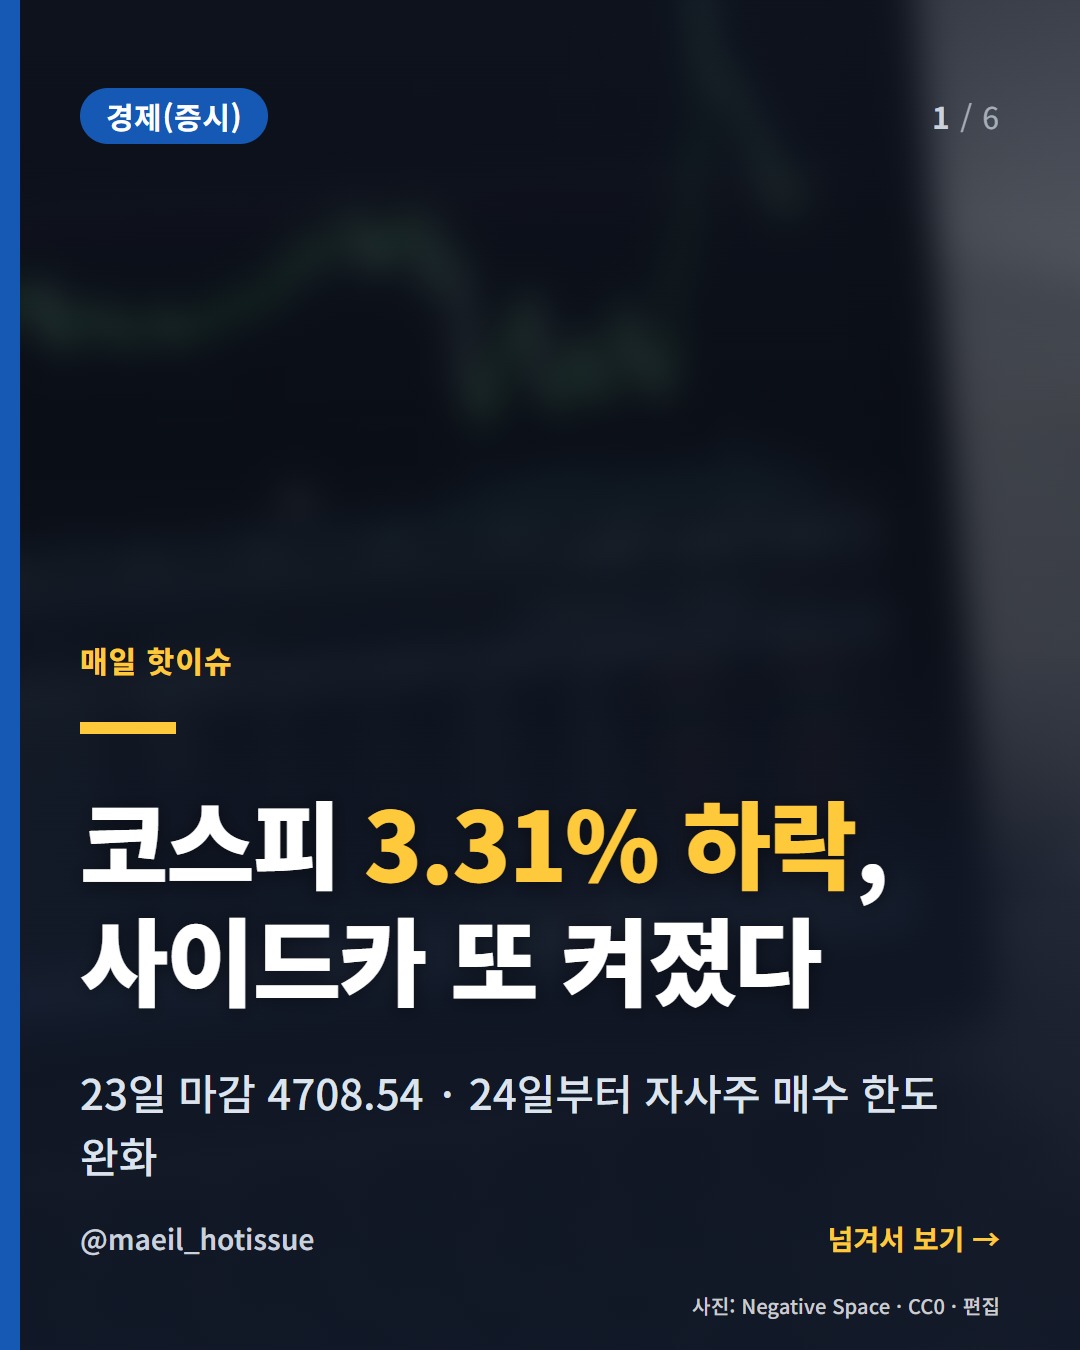 경제(증시)
1 / 6
매일 핫이슈
코스피 3.31% 하락,
사이드카 또 켜졌다
23일 마감 4708.54 · 24일부터 자사주 매수 한도
완화
@maeil_hotissue
넘겨서 보기 →
사진: Negative Space · CC0 · 편집